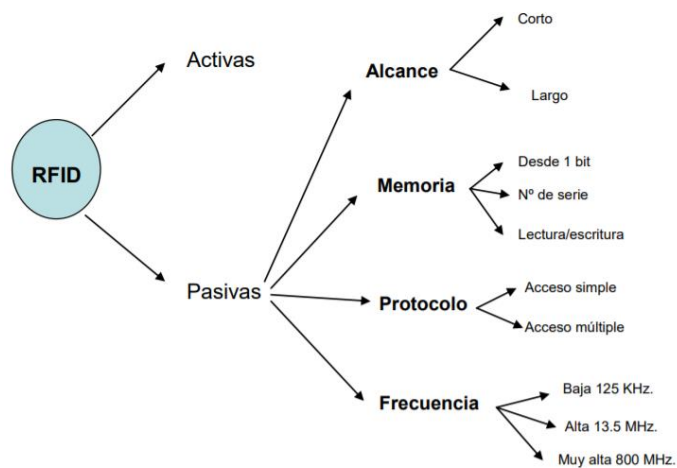 RFID
Activas
Pasivas
Alcance
Corto
Largo
Memoria
Desde 1 bit
Nº de serie
Lectura/escritura
Protocolo
Acceso simple
Acceso múltiple
Frecuencia
Baja 125 KHz.
Alta 13.5 MHz.
Muy alta 800 MHz.